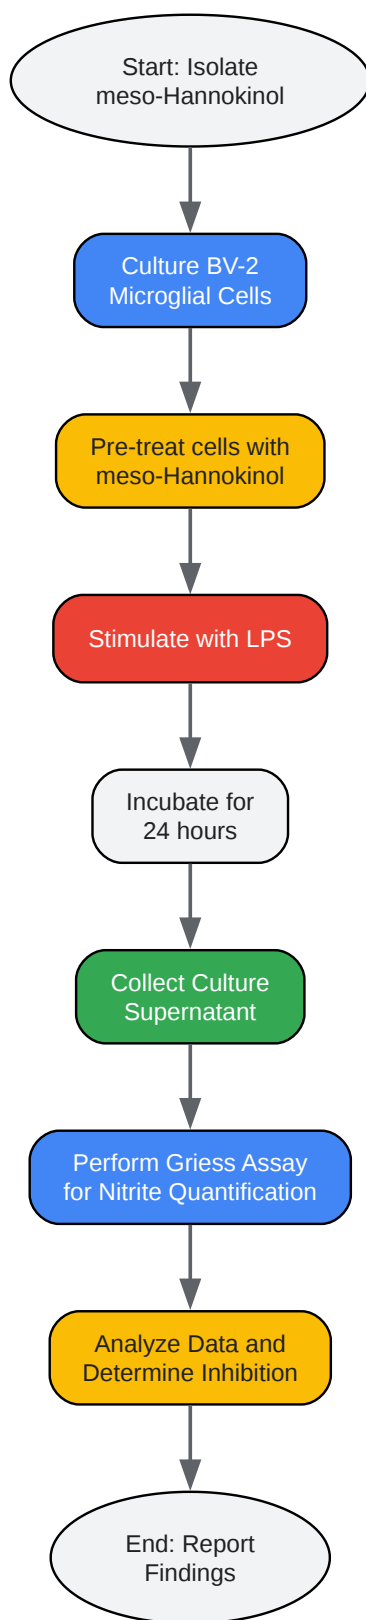 Start: Isolate
meso-Hannokinol
Culture BV-2
Microglial Cells
Pre-treat cells with
meso-Hannokinol
Stimulate with LPS
Incubate for
24 hours
Collect Culture
Supernatant
Perform Griess Assay
for Nitrite Quantification
Analyze Data and
Determine Inhibition
End: Report
Findings